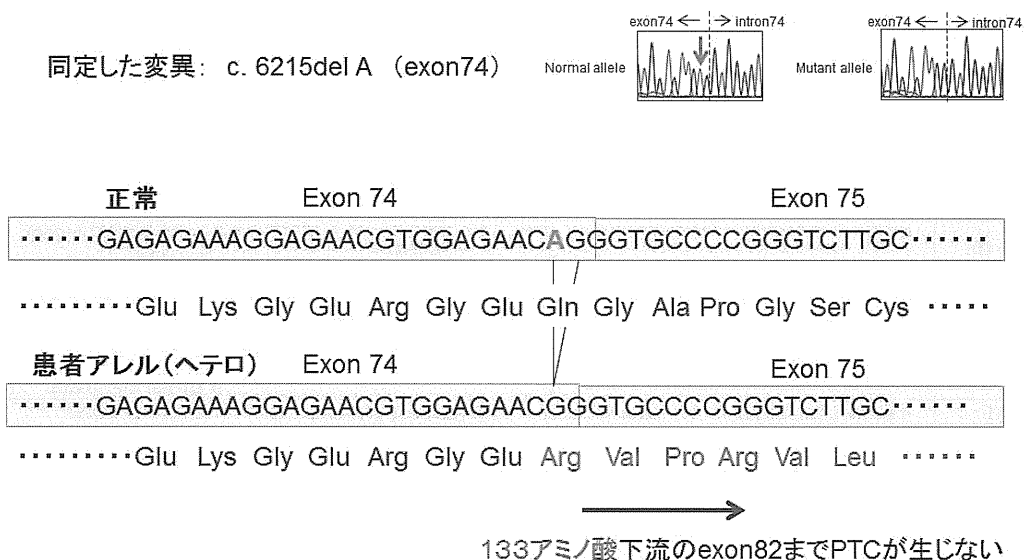 同定した変異： c. 6215del A （exon74）
exon74 ← → intron74
Normal allele
exon74 ← → intron74
Mutant allele
正常
Exon 74
Exon 75
······GAGAGAAAGGAGAACGTGGAGAACAGGGTGCCCCGGGTCTTGC······
·········Glu Lys Gly Glu Arg Gly Glu Gln Gly Ala Pro Gly Ser Cys ·····
患者アレル（ヘテロ）
Exon 74
Exon 75
······GAGAGAAAGGAGAACGTGGAGAACGGGTGCCCCGGGTCTTGC······
·········Glu Lys Gly Glu Arg Gly Glu Arg Val Pro Arg Val Leu ······
133アミノ酸下流のexon82までPTCが生じない